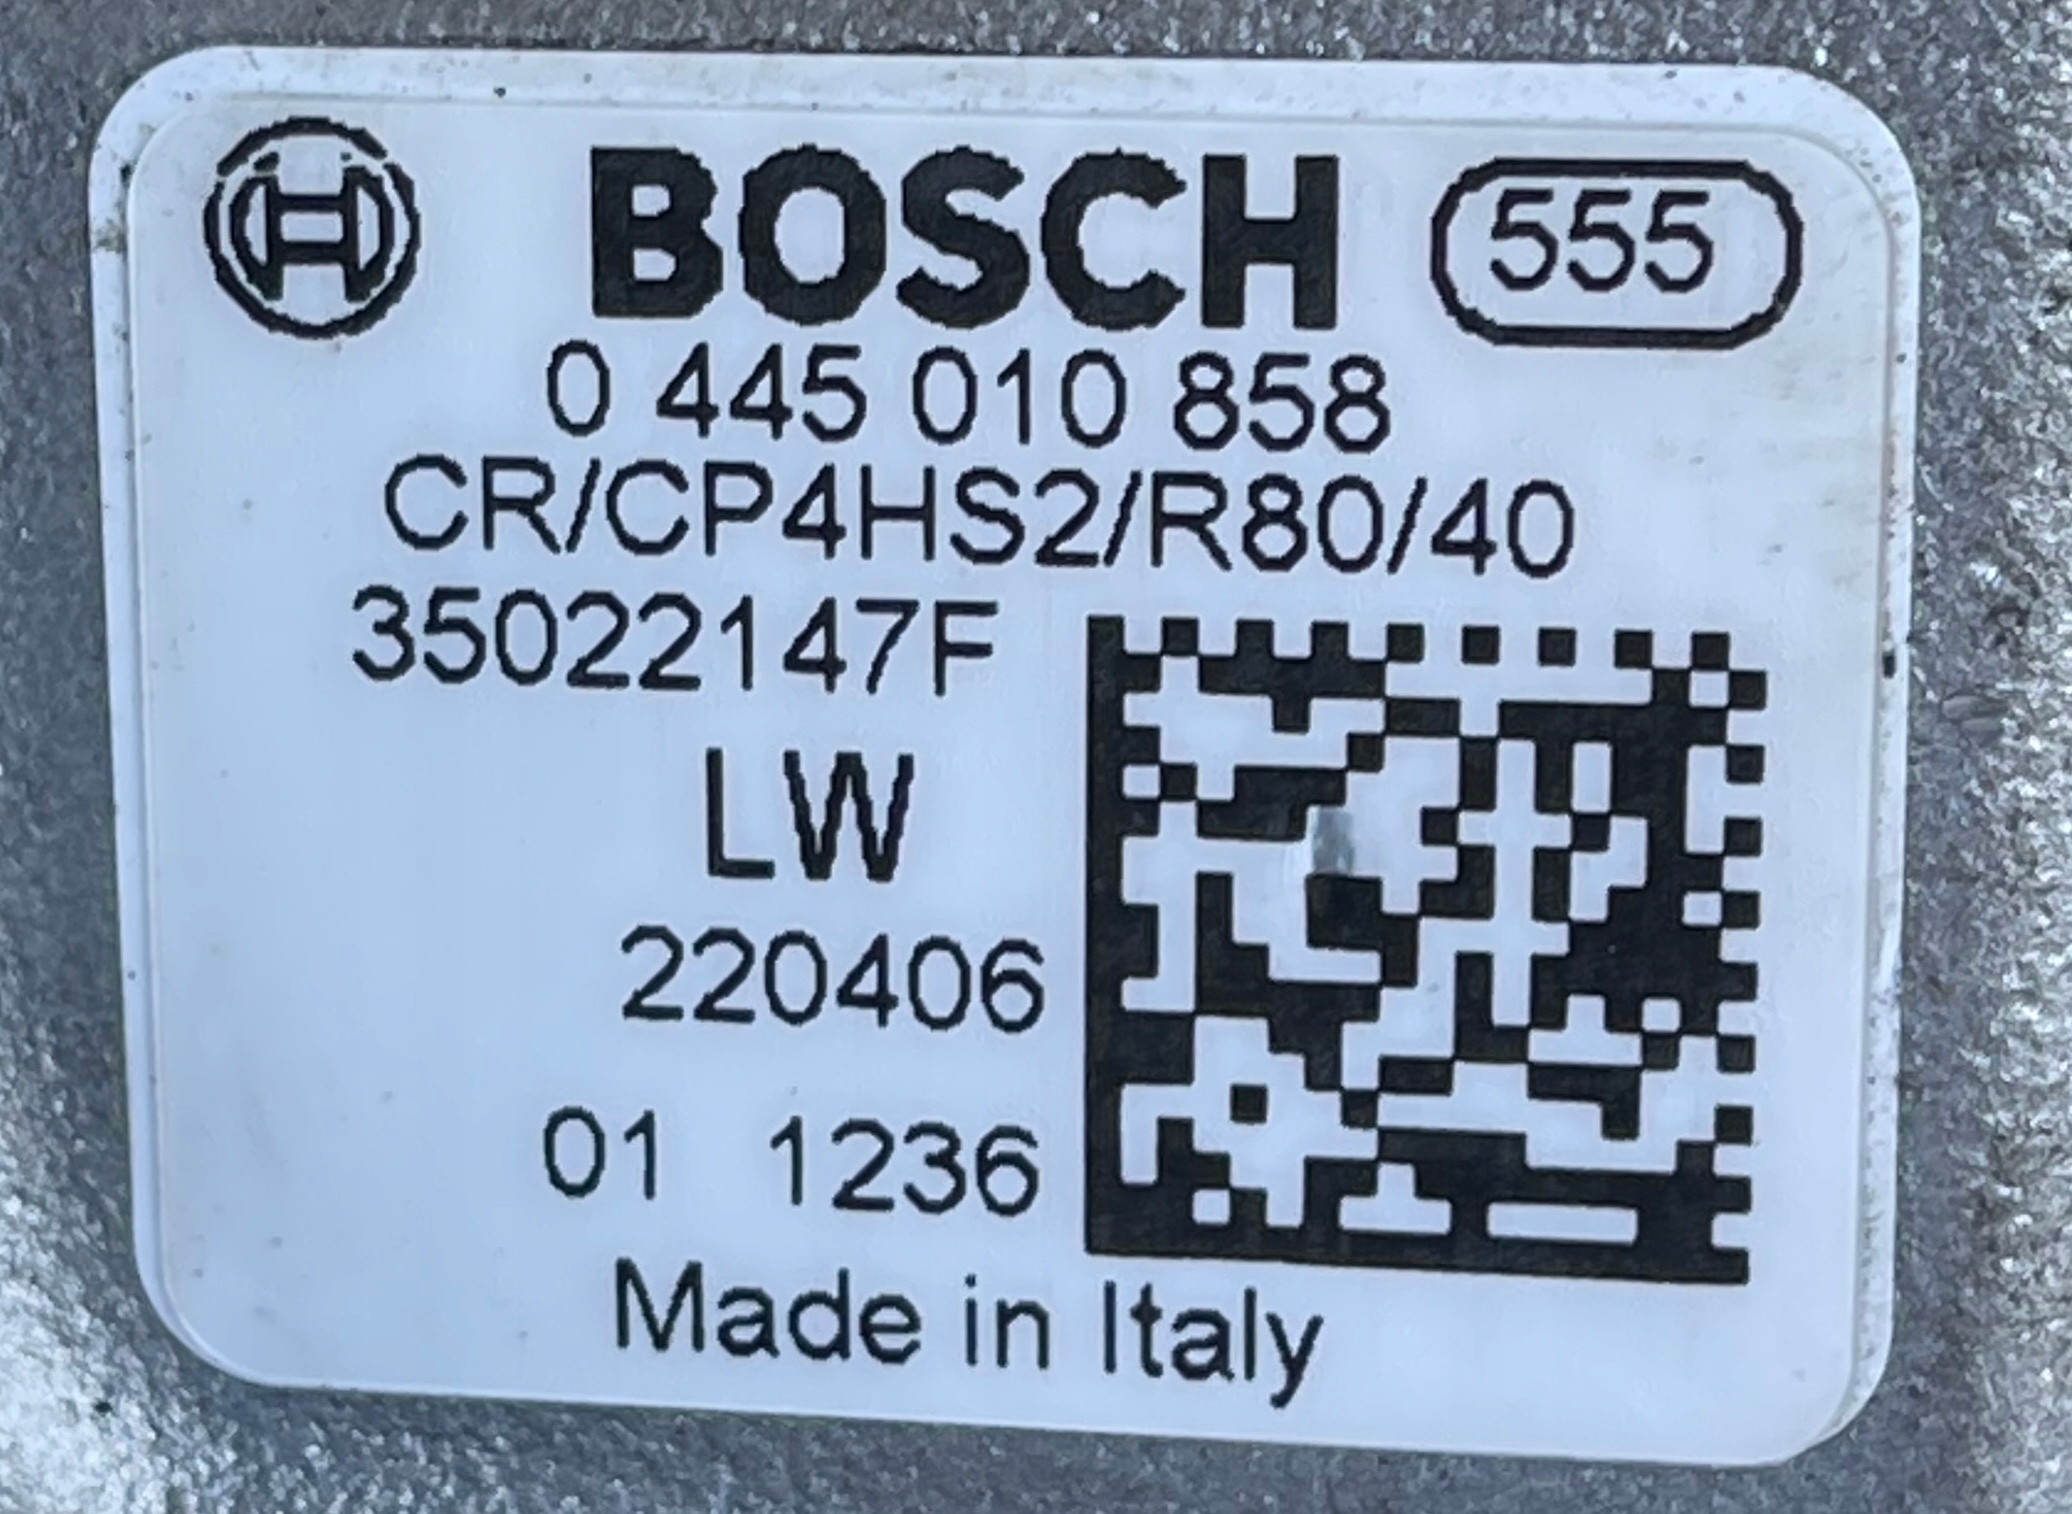 BOSCH 555
0 445 010 858
CR/CP4HS2/R80/40
35022147F
LW
220406
01 1236
Made in Italy